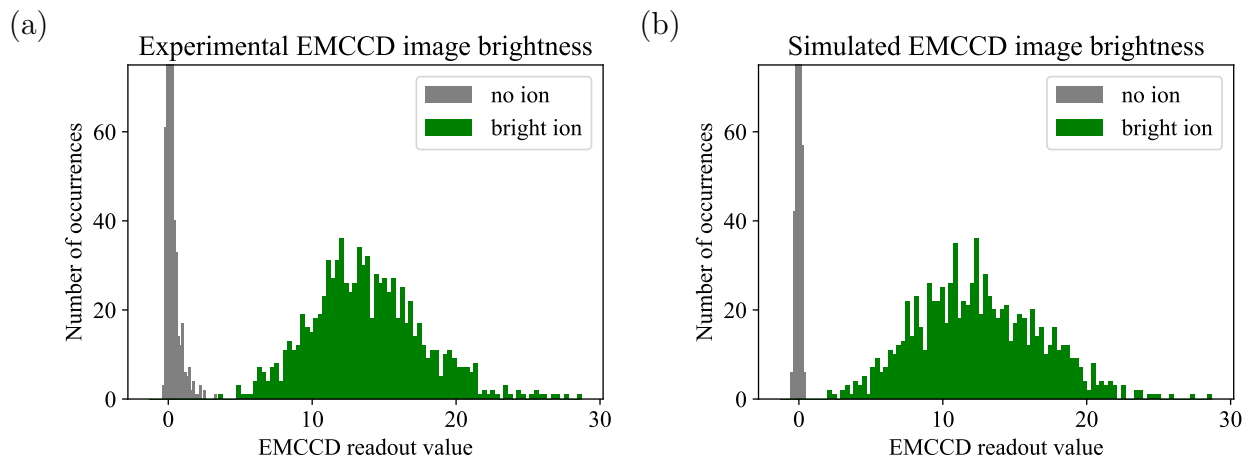 (a)
Experimental EMCCD image brightness
no ion
bright ion
Number of occurrences
60
40
20
0
0 10 20 30
EMCCD readout value
(b)
Simulated EMCCD image brightness
no ion
bright ion
Number of occurrences
60
40
20
0
0 10 20 30
EMCCD readout value